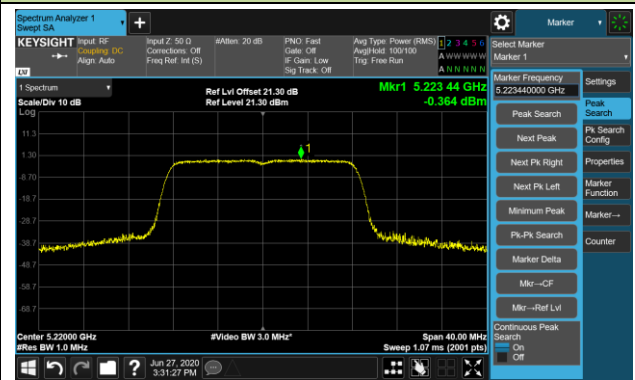 Spectrum Analyzer 1
Swept SA
+
Marker
KEYSIGHT
Input: RF
Coupling: DC
Align: Auto
Input Z: 50 Ω
Corrections: Off
Freq Ref: Int (S)
#Atten: 20 dB
PNO: Fast
Gate: Off
IF Gain: Low
Sig Track: Off
Avg Type: Power (RMS)
Avg|Hold: 100/100
Trig: Free Run
1 2 3 4 5 6
A W W W W W
A N N N N N
LXI
Select Marker
Marker 1
1 Spectrum
Scale/Div 10 dB
Log
Ref Lvl Offset 21.30 dB
Ref Level 21.30 dBm
Mkr1 5.223 44 GHz
-0.364 dBm
11.3
1.30
-8.70
-18.7
-28.7
-38.7
-48.7
-58.7
-68.7
1
Center 5.22000 GHz
#Res BW 1.0 MHz
#Video BW 3.0 MHz*
Span 40.00 MHz
Sweep 1.07 ms (2001 pts)
Marker Frequency
5.223440000 GHz
Peak Search
Next Peak
Next Pk Right
Next Pk Left
Minimum Peak
Pk-Pk Search
Marker Delta
Mkr→CF
Mkr→Ref Lvl
Continuous Peak
Search
On
Off
Settings
Peak
Search
Pk Search
Config
Properties
Marker
Function
Marker→
Counter
?
Jun 27, 2020
3:31:27 PM